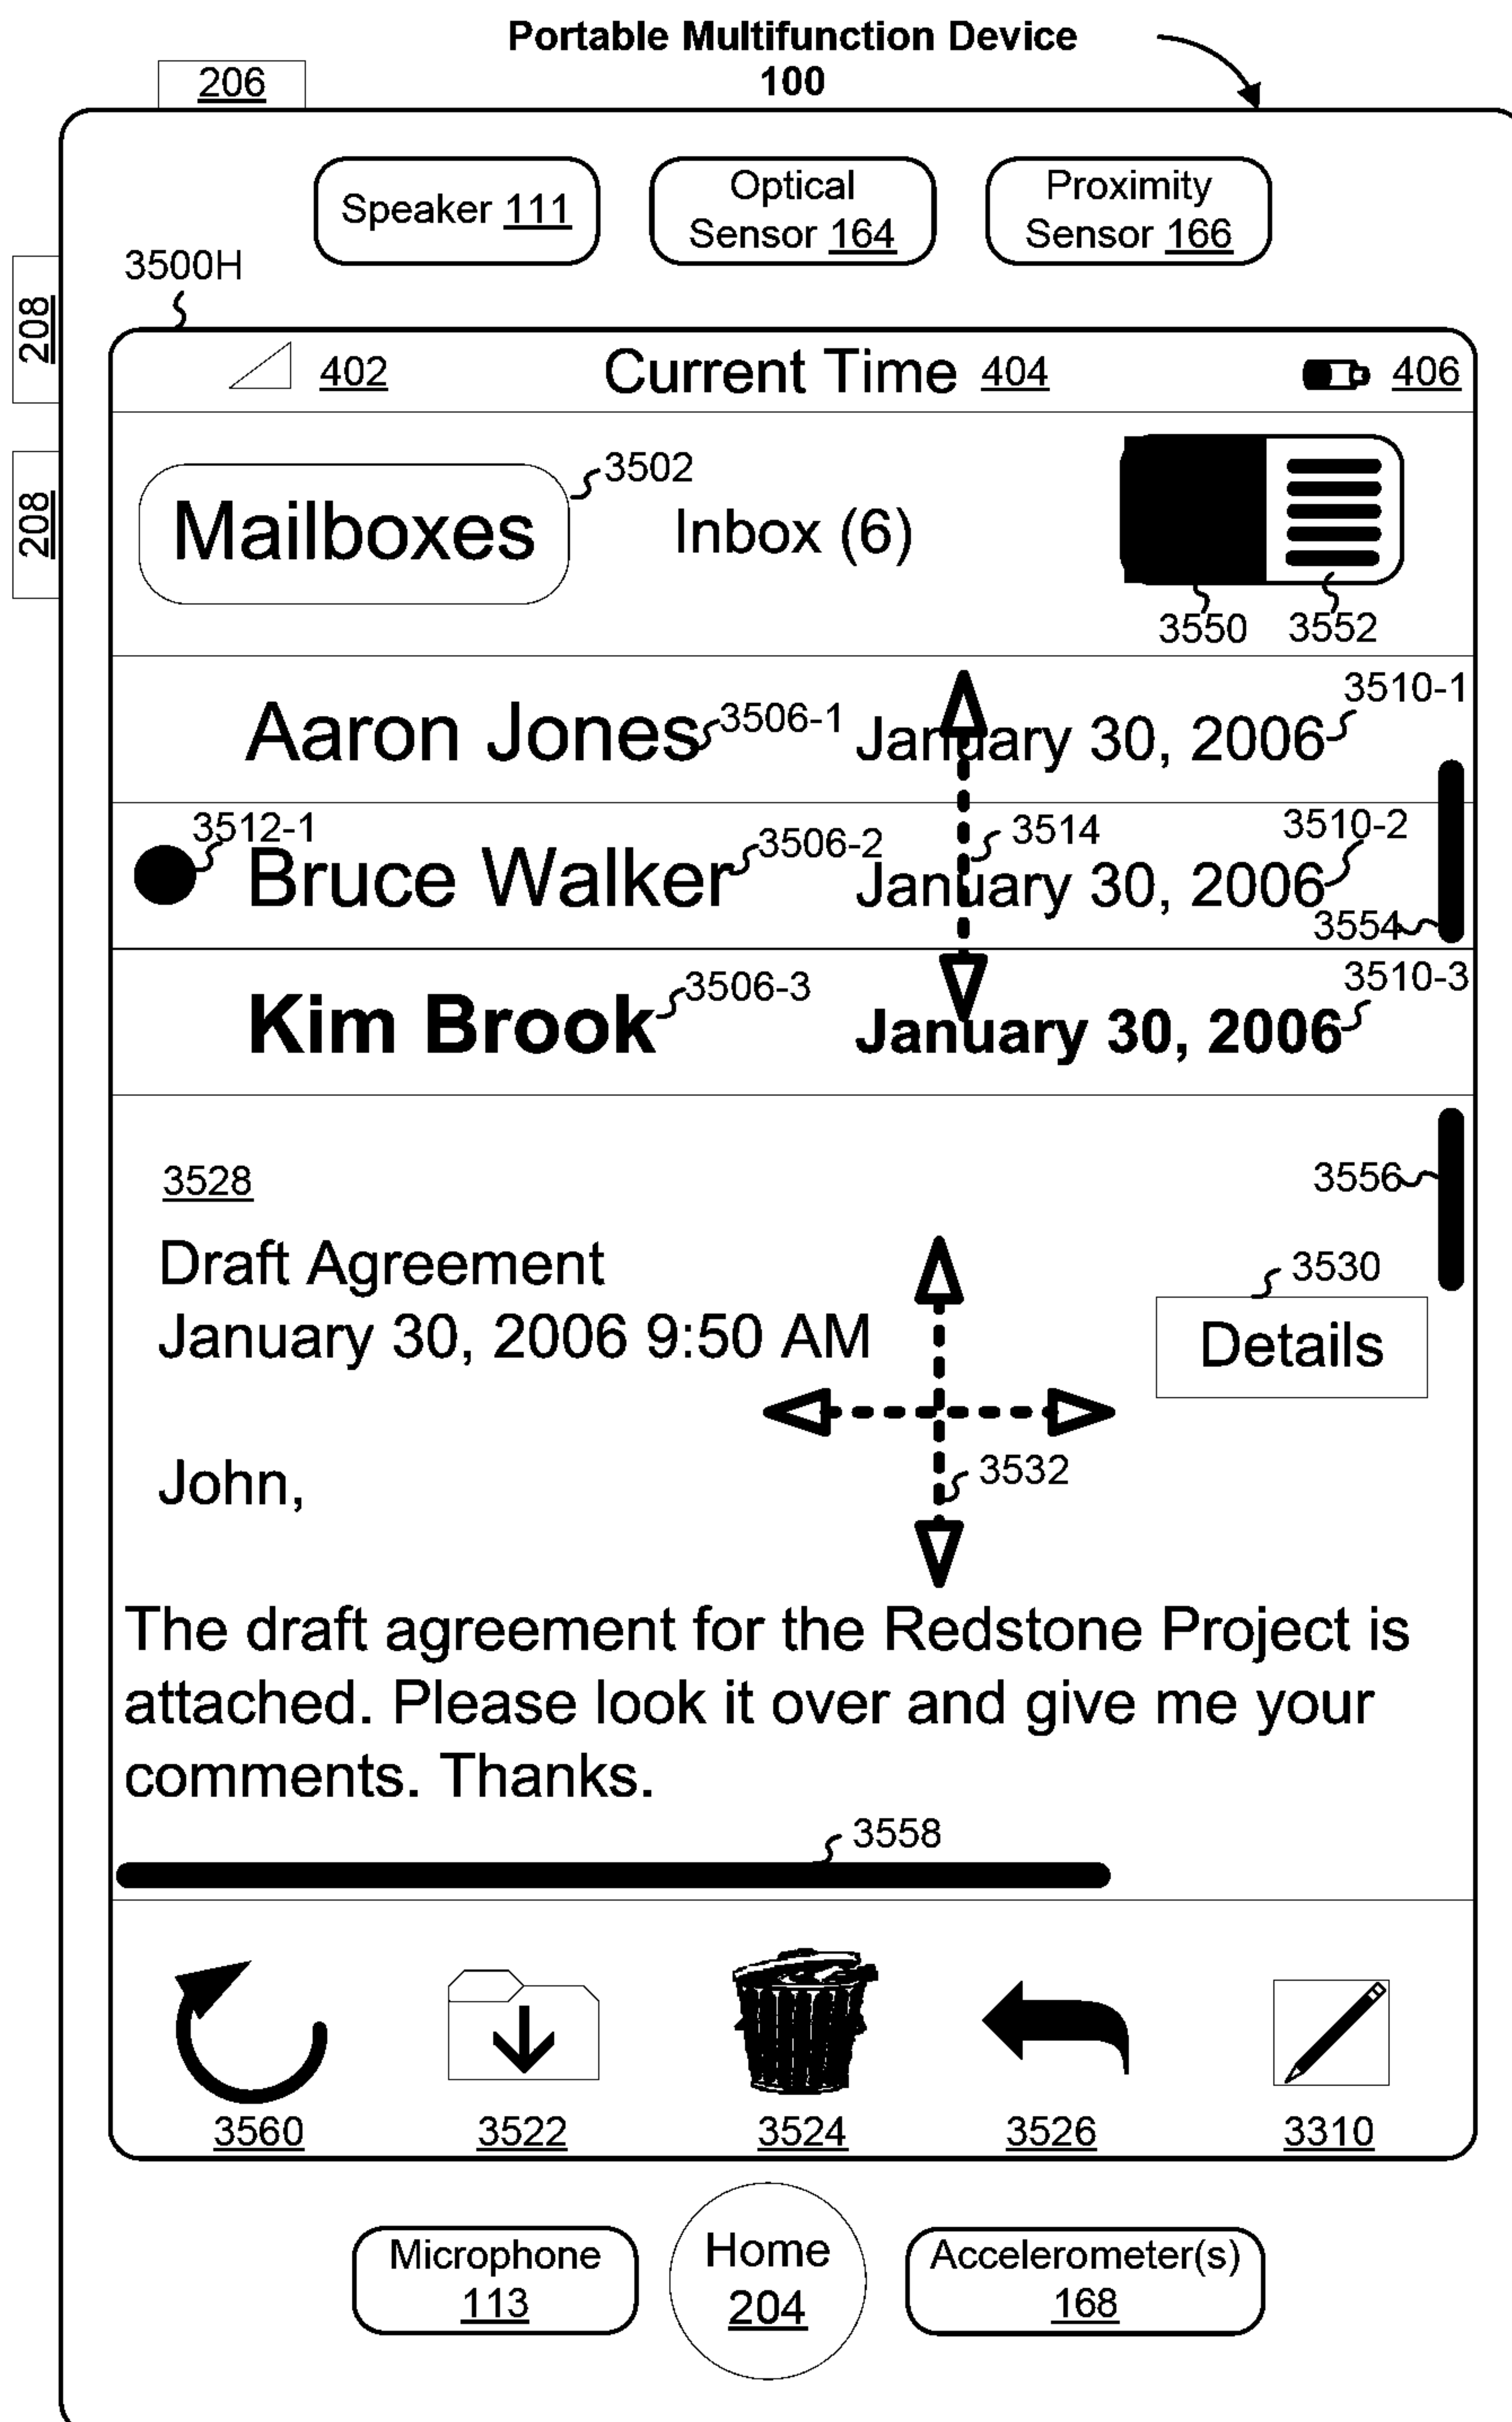 Portable Multifunction Device
100
206
Speaker 111
Optical
Sensor 164
Proximity
Sensor 166
3500H
208
402
Current Time 404
406
208
3502
Mailboxes
Inbox (6)
3550
3552
3510-1
Aaron Jones
3506-1
January 30, 2006
3512-1
3506-2
3514
3510-2
Bruce Walker
January 30, 2006
3554
3506-3
3510-3
Kim Brook
January 30, 2006
3528
3556
Draft Agreement
3530
January 30, 2006 9:50 AM
Details
John,
3532
The draft agreement for the Redstone Project is
attached. Please look it over and give me your
comments. Thanks.
3558
3560
3522
3524
3526
3310
Microphone
113
Home
204
Accelerometer(s)
168